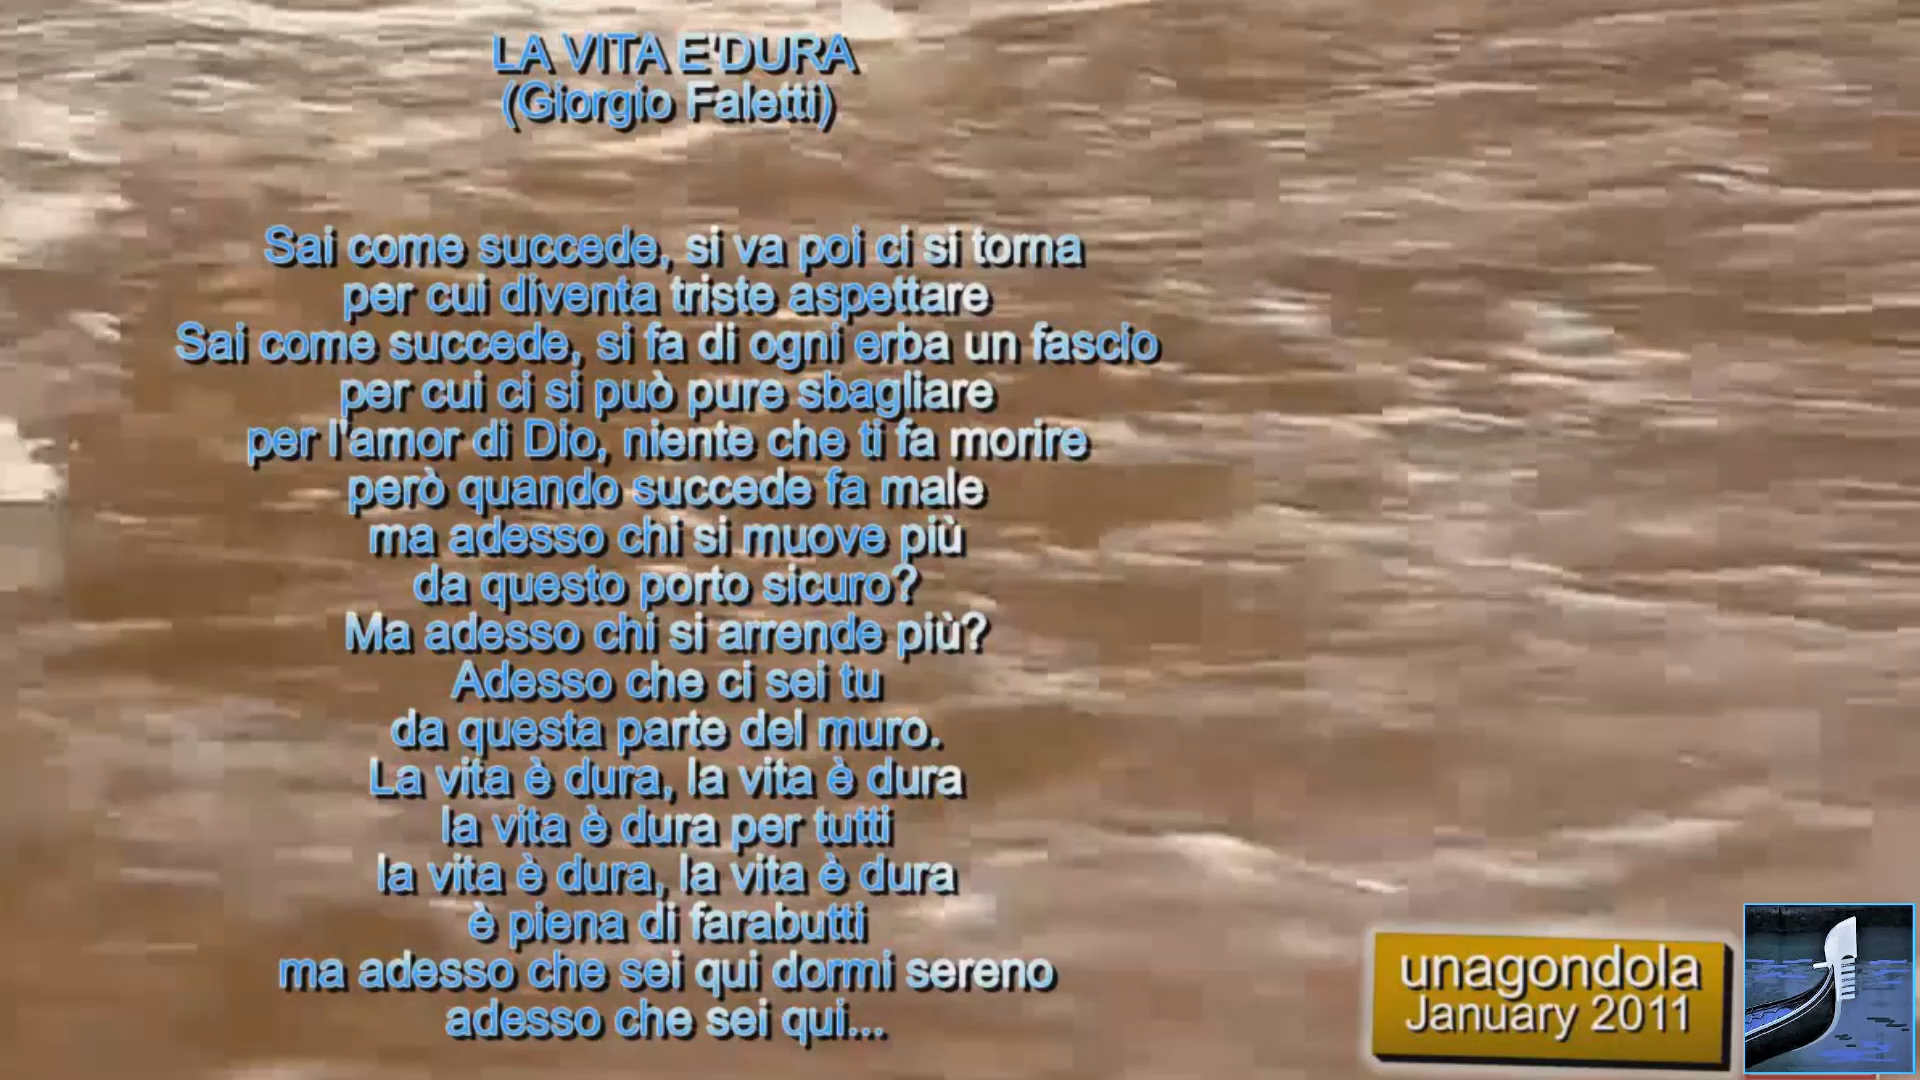 LA VITA E'DURA
(Giorgio Faletti)
Sai come succede, si va poi ci si torna
per cui diventa triste aspettare
Sai come succede, si fa di ogni erba un fascio
per cui ci si può pure sbagliare
per l'amor di Dio, niente che ti fa morire
però quando succede fa male
ma adesso chi si muove più
da questo porto sicuro?
Ma adesso chi si arrende più?
Adesso che ci sei tu
da questa parte del muro.
La vita è dura, la vita è dura
la vita è dura per tutti
la vita è dura, la vita è dura
è piena di farabutti
ma adesso che sei qui dormi sereno
adesso che sei qui...
unagondola
January 2011